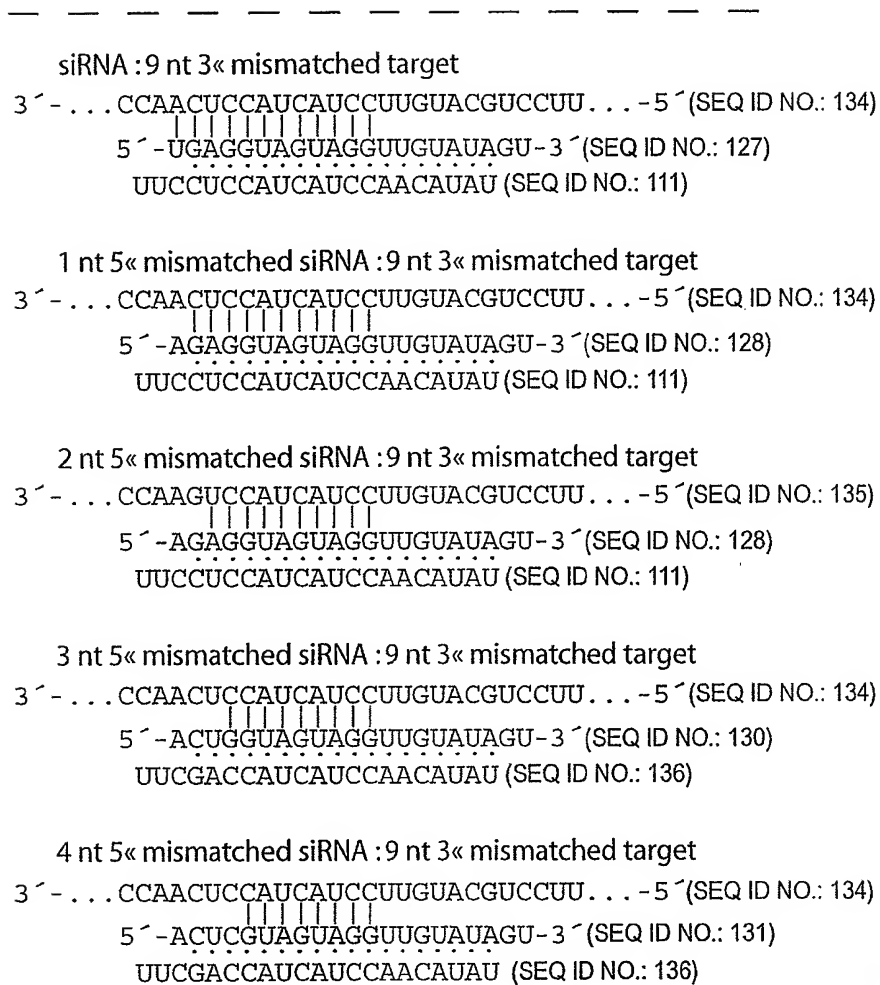 siRNA : 9 nt 3« mismatched target
3´-...CCAACUCCAUCAUCCUUGUACGUCCUU...-5´(SEQ ID NO.: 134)
5´-UGAGGUAGUAGGUUGUAUAGU-3´(SEQ ID NO.: 127)
UUCCUCCAUCAUCCAACAUAU (SEQ ID NO.: 111)
1 nt 5« mismatched siRNA : 9 nt 3« mismatched target
3´-...CCAACUCCAUCAUCCUUGUACGUCCUU...-5´(SEQ ID NO.: 134)
5´-AGAGGUAGUAGGUUGUAUAGU-3´(SEQ ID NO.: 128)
UUCCUCCAUCAUCCAACAUAU (SEQ ID NO.: 111)
2 nt 5« mismatched siRNA : 9 nt 3« mismatched target
3´-...CCAAGUCCAUCAUCCUUGUACGUCCUU...-5´(SEQ ID NO.: 135)
5´-AGAGGUAGUAGGUUGUAUAGU-3´(SEQ ID NO.: 128)
UUCCUCCAUCAUCCAACAUAU (SEQ ID NO.: 111)
3 nt 5« mismatched siRNA : 9 nt 3« mismatched target
3´-...CCAACUCCAUCAUCCUUGUACGUCCUU...-5´(SEQ ID NO.: 134)
5´-ACUGGUAGUAGGUUGUAUAGU-3´(SEQ ID NO.: 130)
UUCGACCAUCAUCCAACAUAU (SEQ ID NO.: 136)
4 nt 5« mismatched siRNA : 9 nt 3« mismatched target
3´-...CCAACUCCAUCAUCCUUGUACGUCCUU...-5´(SEQ ID NO.: 134)
5´-ACUCGUAGUAGGUUGUAUAGU-3´(SEQ ID NO.: 131)
UUCGACCAUCAUCCAACAUAU (SEQ ID NO.: 136)